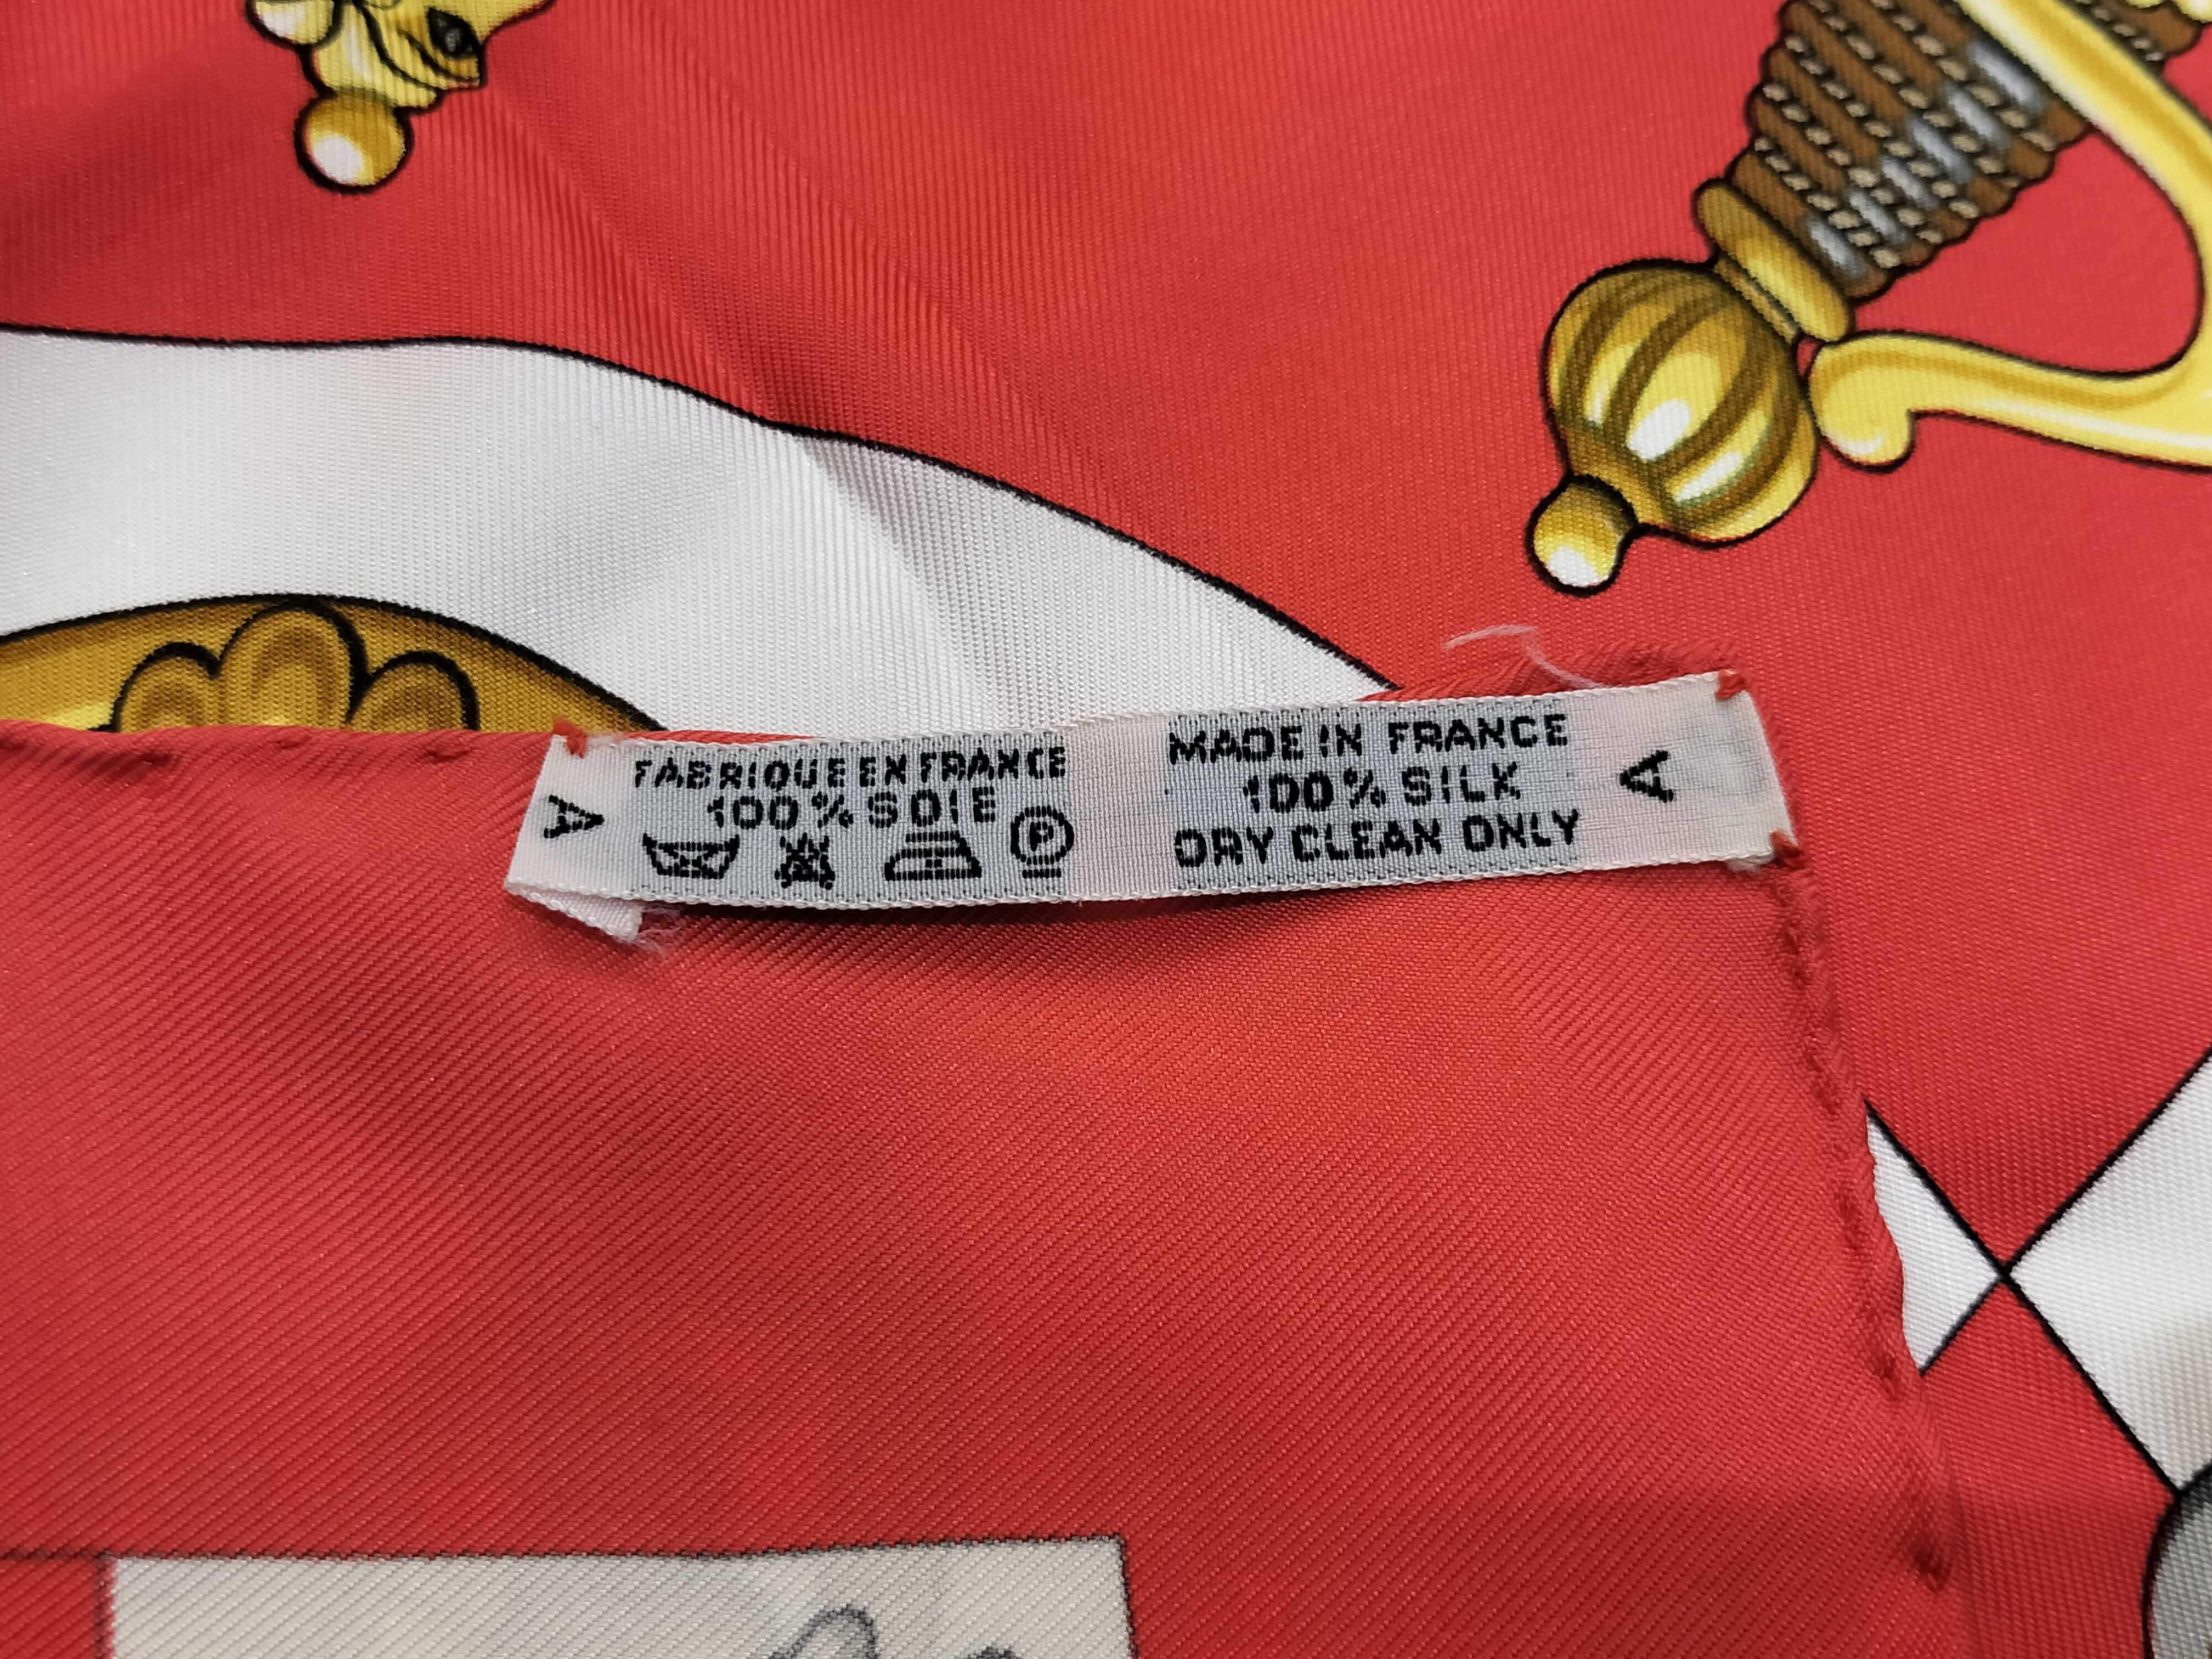 A
FABRIQUE EN FRANCE
100% SOIE
P
MADE IN FRANCE
100% SILK
DRY CLEAN ONLY
A